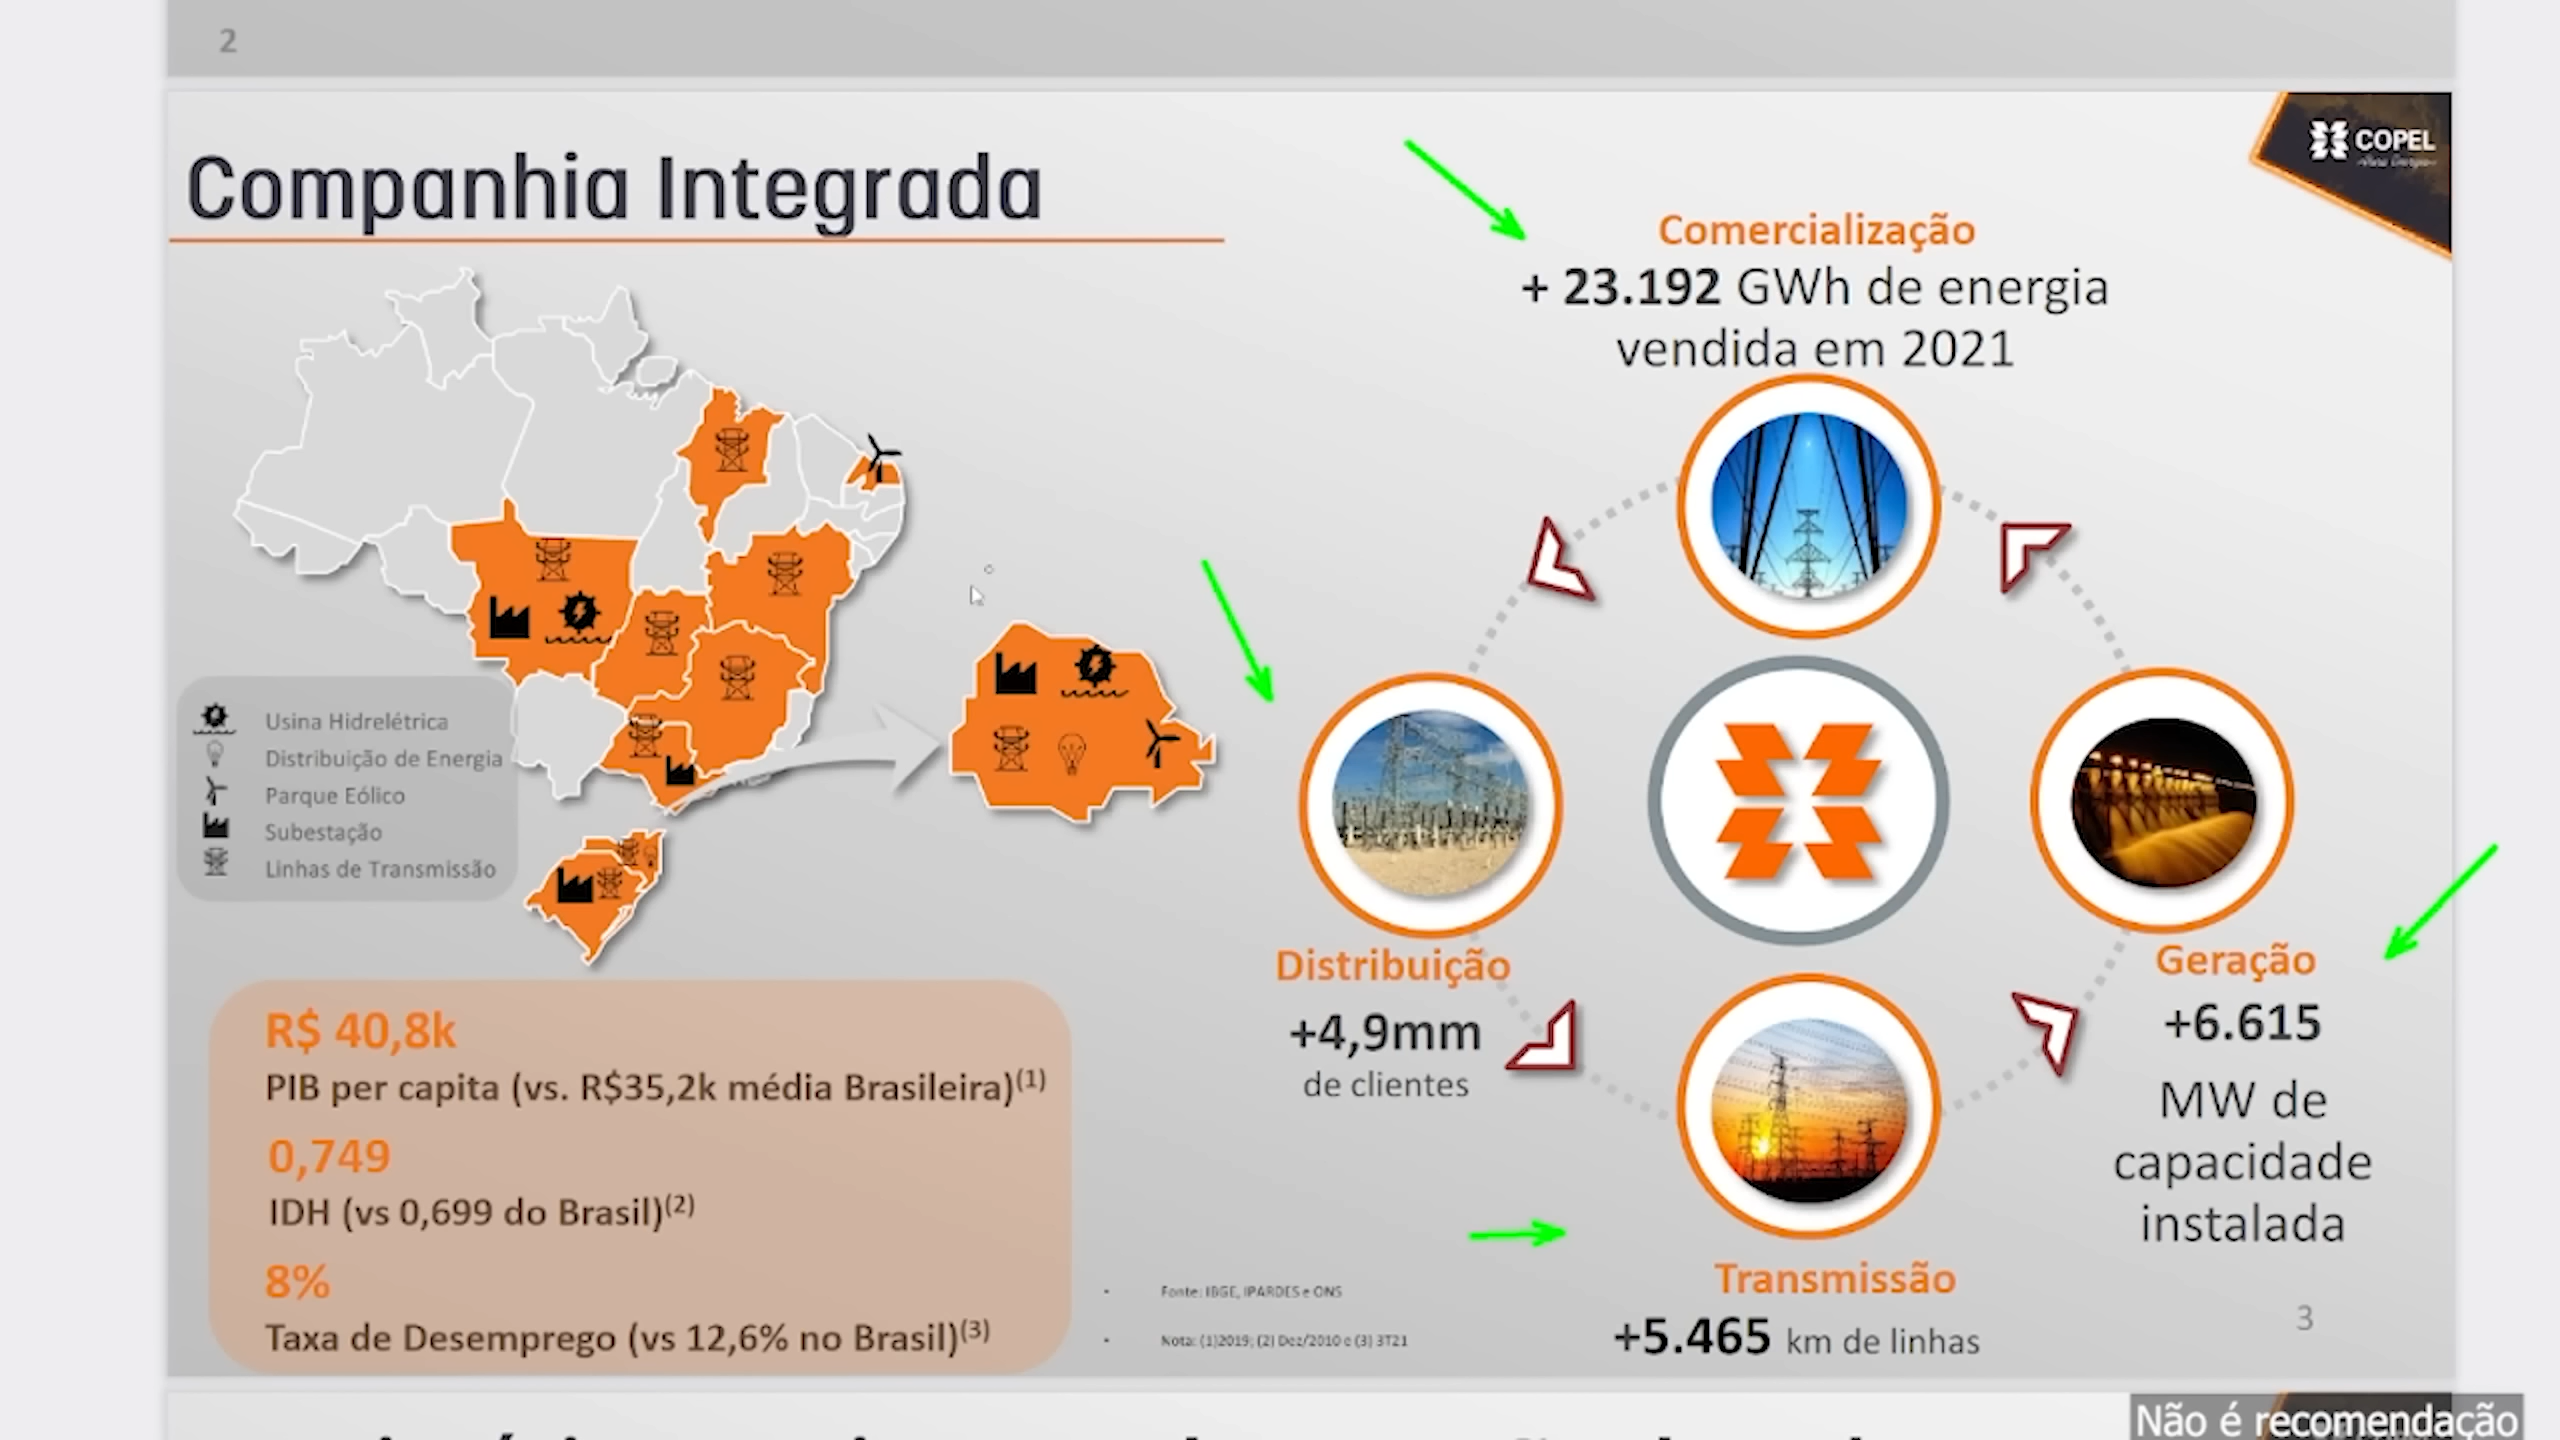 2
COPEL
Companhia Integrada
Comercialização
+ 23.192 GWh de energia
vendida em 2021
Usina Hidrelétrica
Distribuição de Energia
Parque Eólico
Subestação
Linhas de Transmissão
Distribuição
+4,9mm
de clientes
Geração
+6.615
MW de
capacidade
instalada
Transmissão
+5.465 km de linhas
R$ 40,8k
PIB per capita (vs. R$35,2k média Brasileira)(1)
0,749
IDH (vs 0,699 do Brasil)(2)
8%
Taxa de Desemprego (vs 12,6% no Brasil)(3)
• Fonte: IBGE, IPARDES e ONS
• Nota: (1)2019; (2) Dez/2010 e (3) 3T21
3
Não é recomendação